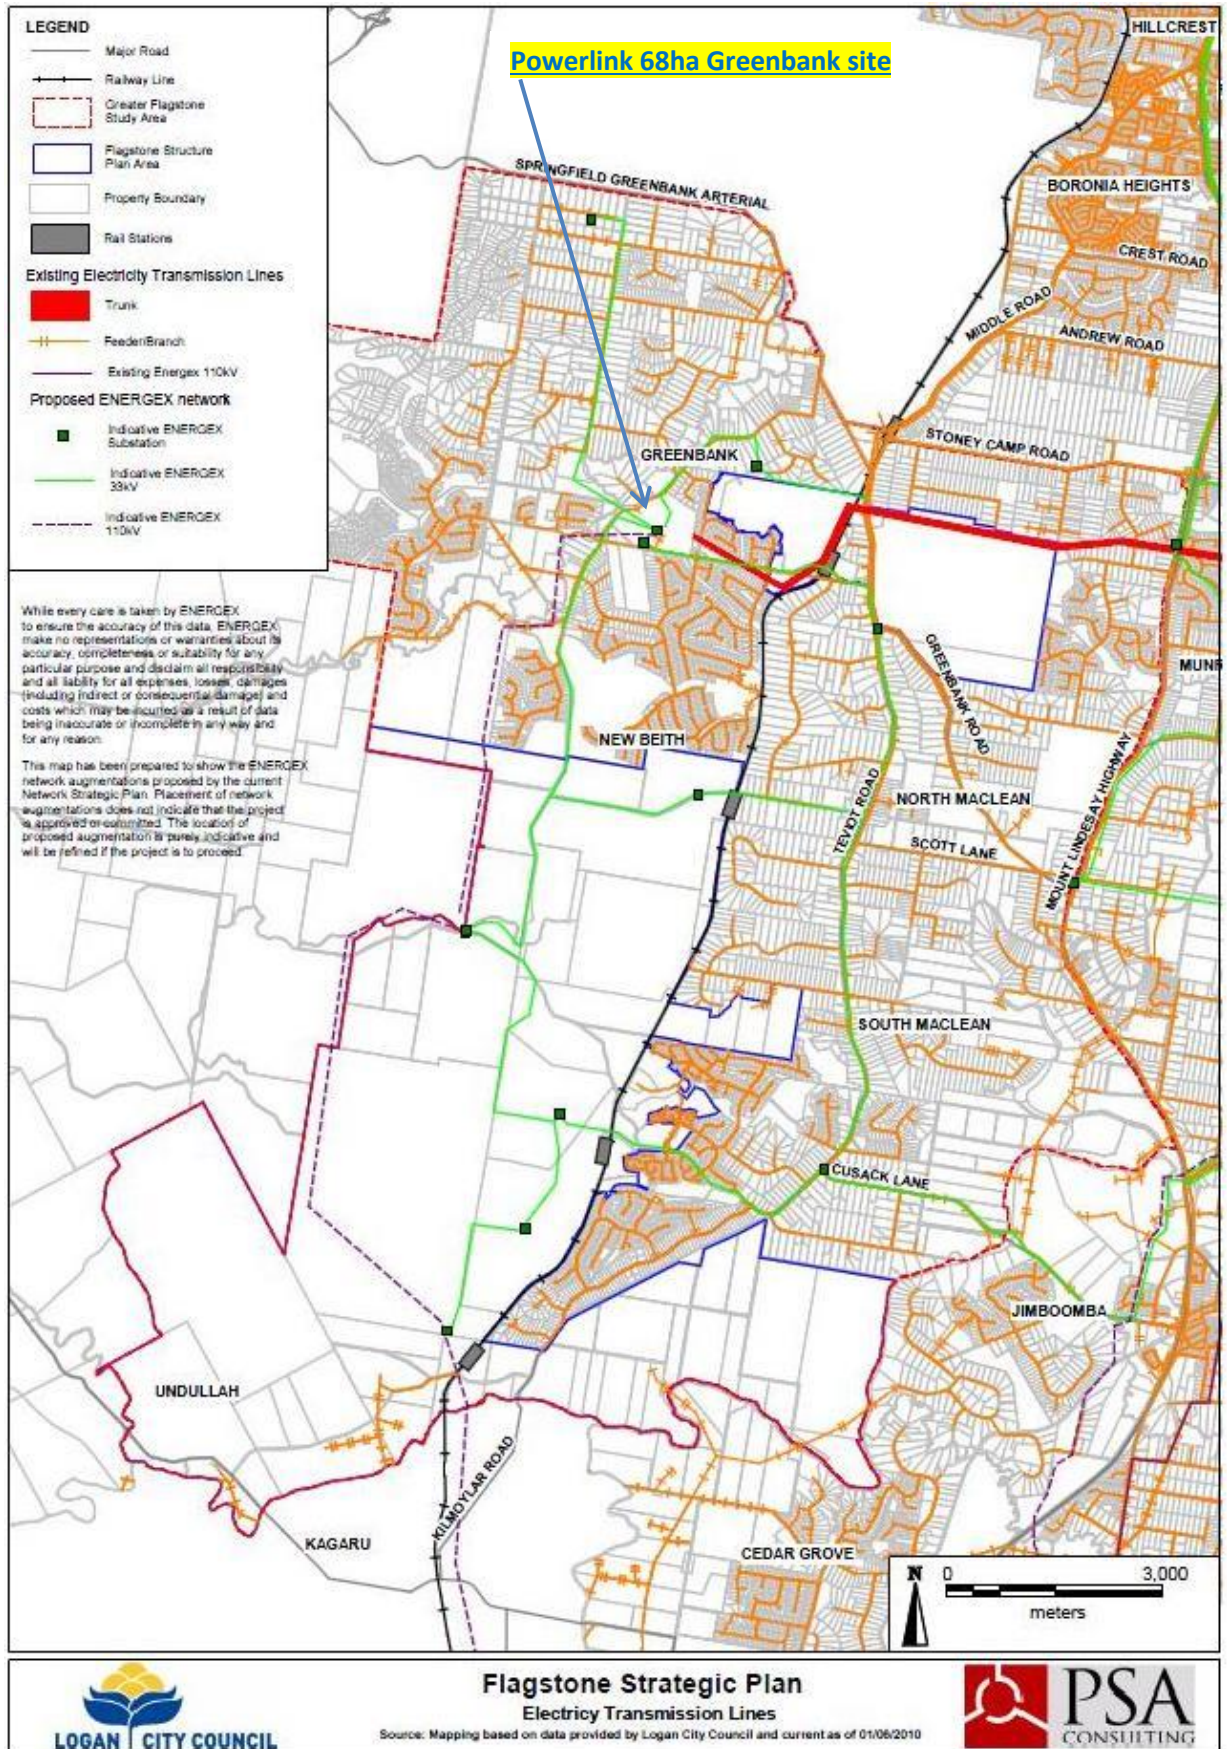 LEGEND
Major Road
Railway Line
Greater Flagstone
Study Area
Flagstone Structure
Plan Area
Property Boundary
Rail Stations
Existing Electricity Transmission Lines
Trunk
Feeder/Branch
Existing Energex 110kV
Proposed ENERGEX network
Indicative ENERGEX
Substation
Indicative ENERGEX
33kV
Indicative ENERGEX
110kV
While every care is taken by ENERGEX
to ensure the accuracy of this data, ENERGEX
make no representations or warranties about its
accuracy, completeness or suitability for any
particular purpose and disclaim all responsibility
and all liability for all expenses, losses, damages
(including indirect or consequential damage) and
costs which may be incurred as a result of data
being inaccurate or incomplete in any way and
for any reason.
This map has been prepared to show the ENERGEX
network augmentations proposed by the current
Network Strategic Plan. Placement of network
augmentations does not indicate that the project
is approved or committed. The location of
proposed augmentation is purely indicative and
will be refined if the project is to proceed.
Powerlink 68ha Greenbank site
HILLCREST
SPRINGFIELD GREENBANK ARTERIAL
BORONIA HEIGHTS
CREST ROAD
MIDDLE ROAD
ANDREW ROAD
GREENBANK
STONEY CAMP ROAD
GREENBANK ROAD
MUNR
NEW BEITH
MOUNT LINDESAY HIGHWAY
TEVIOT ROAD
NORTH MACLEAN
SCOTT LANE
SOUTH MACLEAN
CUSACK LANE
JIMBOOMBA
UNDULLAH
KILMOYLAR ROAD
KAGARU
CEDAR GROVE
N
0 3,000
meters
LOGAN CITY COUNCIL
Flagstone Strategic Plan
Electricy Transmission Lines
Source: Mapping based on data provided by Logan City Council and current as of 01/06/2010
PSA
CONSULTING